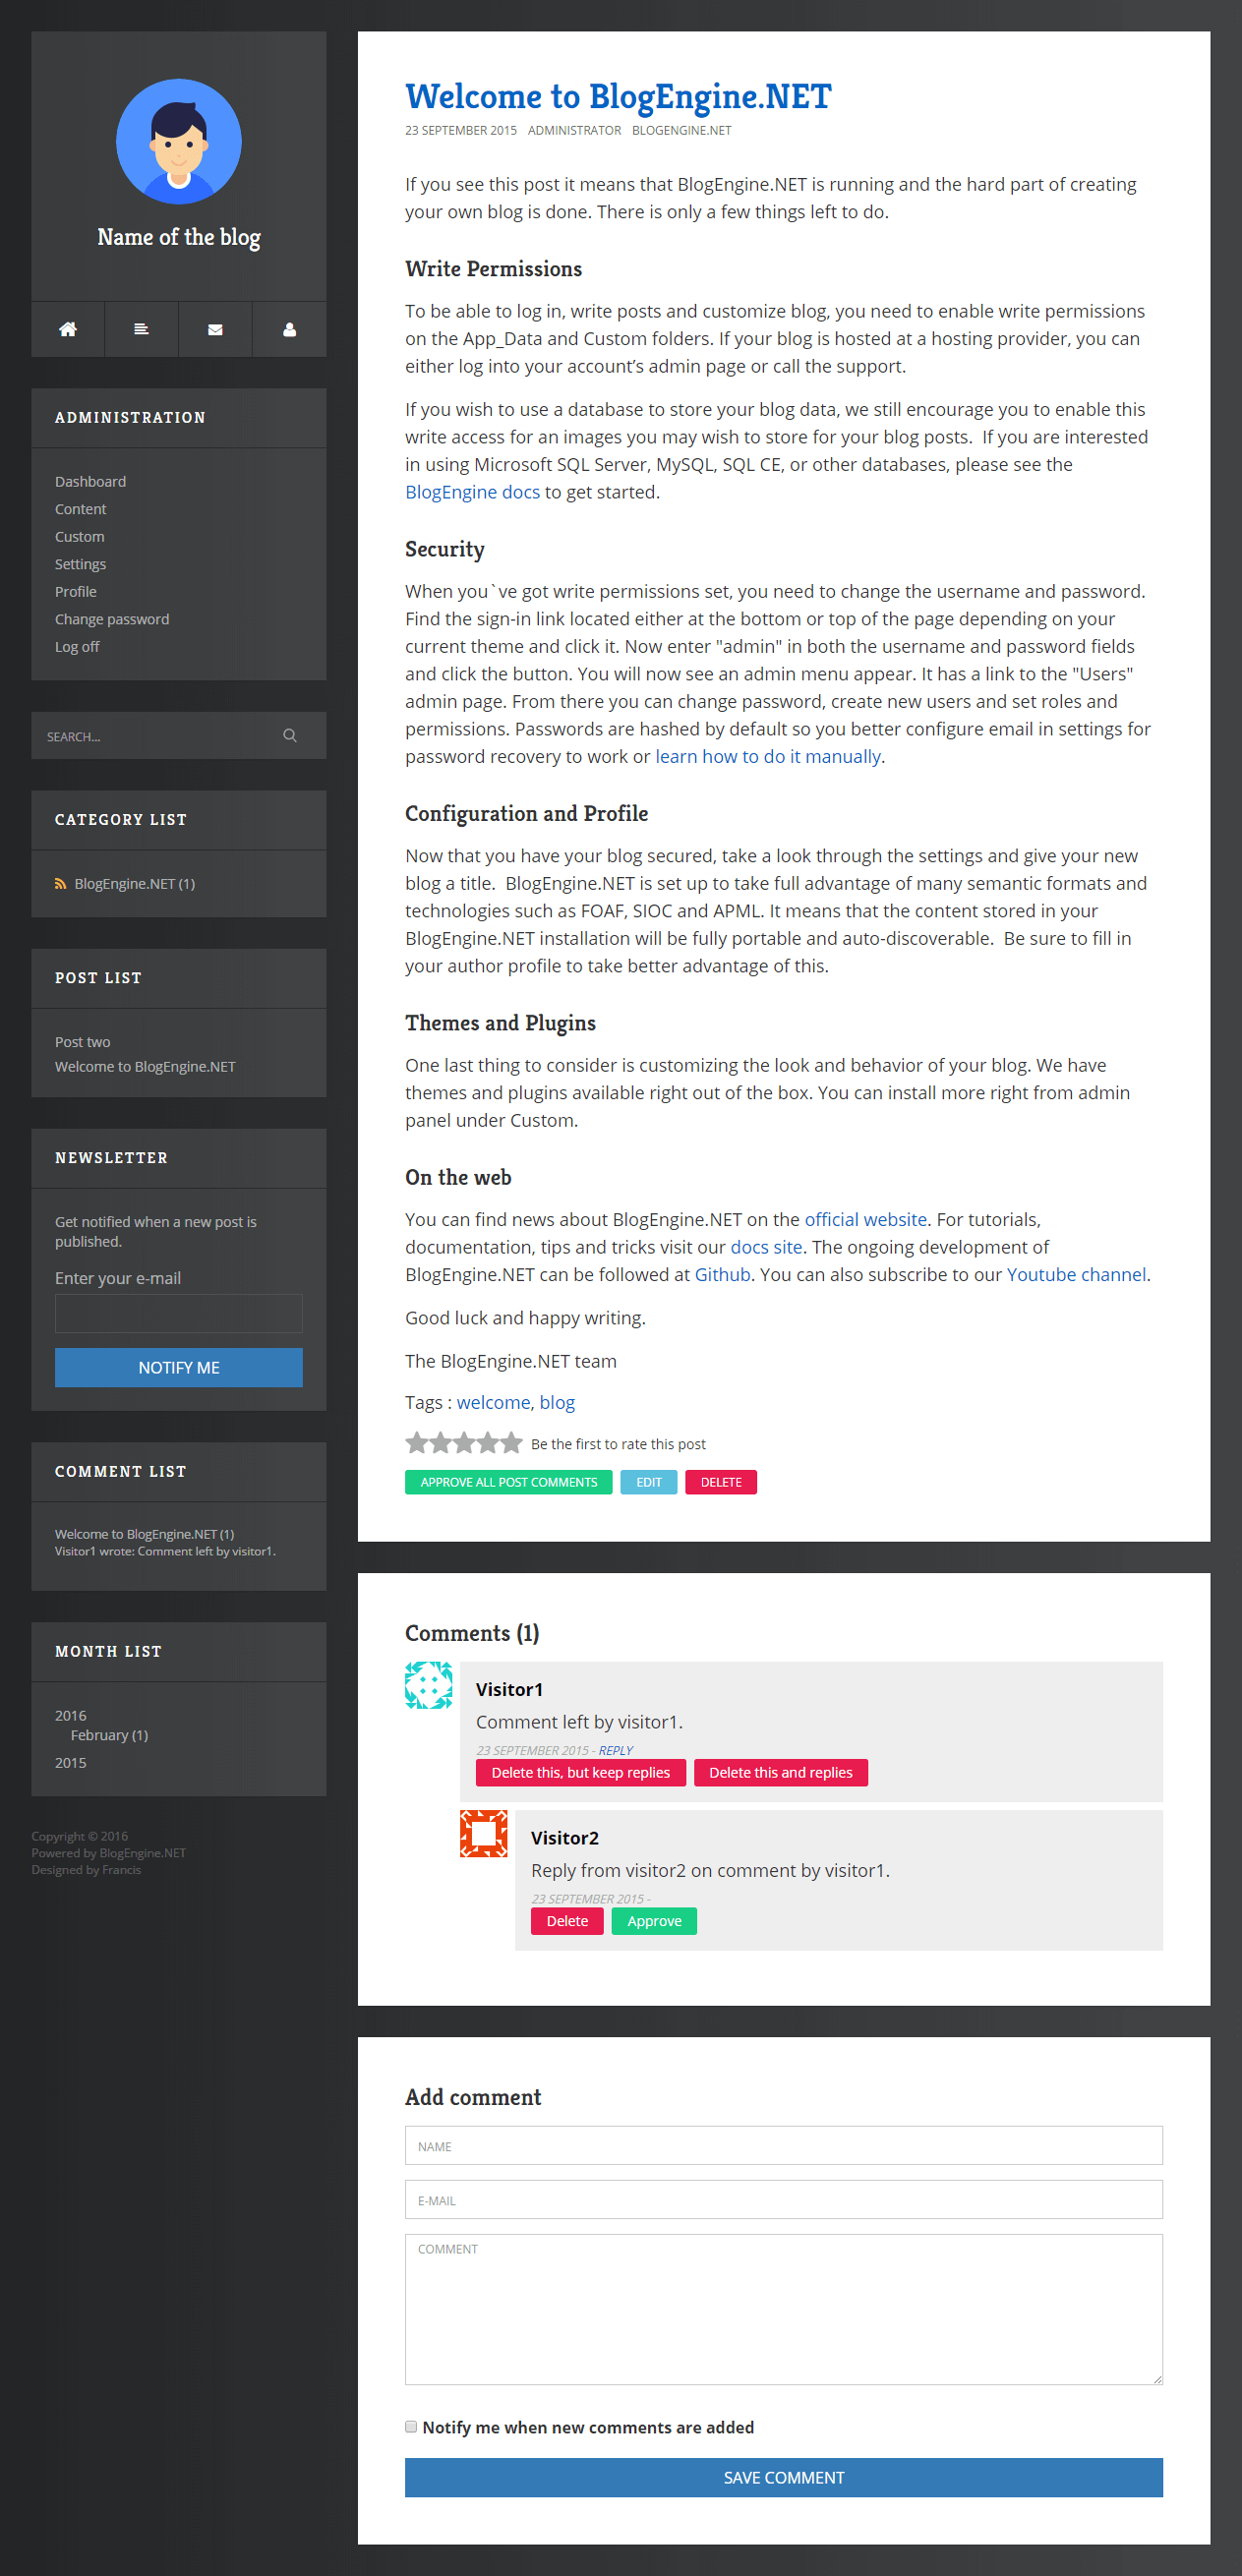 Name of the blog
ADMINISTRATION
Dashboard
Content
Custom
Settings
Profile
Change password
Log off
SEARCH...
CATEGORY LIST
BlogEngine.NET (1)
POST LIST
Post two
Welcome to BlogEngine.NET
NEWSLETTER
Get notified when a new post is
published.
Enter your e-mail
NOTIFY ME
COMMENT LIST
Welcome to BlogEngine.NET (1)
Visitor1 wrote: Comment left by visitor1.
MONTH LIST
2016
February (1)
2015
Copyright © 2016
Powered by BlogEngine.NET
Designed by Francis
Welcome to BlogEngine.NET
23 SEPTEMBER 2015 ADMINISTRATOR BLOGENGINE.NET
If you see this post it means that BlogEngine.NET is running and the hard part of creating
your own blog is done. There is only a few things left to do.
Write Permissions
To be able to log in, write posts and customize blog, you need to enable write permissions
on the App_Data and Custom folders. If your blog is hosted at a hosting provider, you can
either log into your account’s admin page or call the support.
If you wish to use a database to store your blog data, we still encourage you to enable this
write access for an images you may wish to store for your blog posts.  If you are interested
in using Microsoft SQL Server, MySQL, SQL CE, or other databases, please see the
BlogEngine docs to get started.
Security
When you`ve got write permissions set, you need to change the username and password.
Find the sign-in link located either at the bottom or top of the page depending on your
current theme and click it. Now enter "admin" in both the username and password fields
and click the button. You will now see an admin menu appear. It has a link to the "Users"
admin page. From there you can change password, create new users and set roles and
permissions. Passwords are hashed by default so you better configure email in settings for
password recovery to work or learn how to do it manually.
Configuration and Profile
Now that you have your blog secured, take a look through the settings and give your new
blog a title.  BlogEngine.NET is set up to take full advantage of many semantic formats and
technologies such as FOAF, SIOC and APML. It means that the content stored in your
BlogEngine.NET installation will be fully portable and auto-discoverable.  Be sure to fill in
your author profile to take better advantage of this.
Themes and Plugins
One last thing to consider is customizing the look and behavior of your blog. We have
themes and plugins available right out of the box. You can install more right from admin
panel under Custom.
On the web
You can find news about BlogEngine.NET on the official website. For tutorials,
documentation, tips and tricks visit our docs site. The ongoing development of
BlogEngine.NET can be followed at Github. You can also subscribe to our Youtube channel.
Good luck and happy writing.
The BlogEngine.NET team
Tags : welcome, blog
Be the first to rate this post
APPROVE ALL POST COMMENTS EDIT DELETE
Comments (1)
Visitor1
Comment left by visitor1.
23 SEPTEMBER 2015 - REPLY
Delete this, but keep replies Delete this and replies
Visitor2
Reply from visitor2 on comment by visitor1.
23 SEPTEMBER 2015 -
Delete Approve
Add comment
NAME
E-MAIL
COMMENT
Notify me when new comments are added
SAVE COMMENT